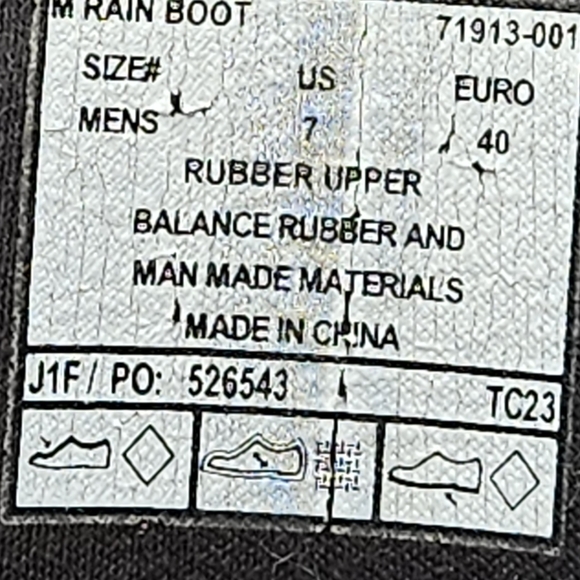 M RAIN BOOT 71913-001
SIZE# US EURO
MENS 7 40
RUBBER UPPER
BALANCE RUBBER AND
MAN MADE MATERIALS
MADE IN CHINA
J1F/ PO: 526543 TC23